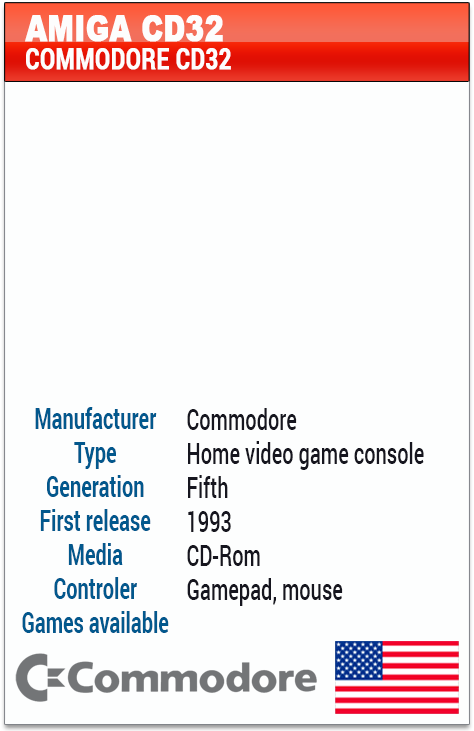 AMIGA CD32
COMMODORE CD32
Manufacturer Commodore
Type Home video game console
Generation Fifth
First release 1993
Media CD-Rom
Controler Gamepad, mouse
Games available
Commodore